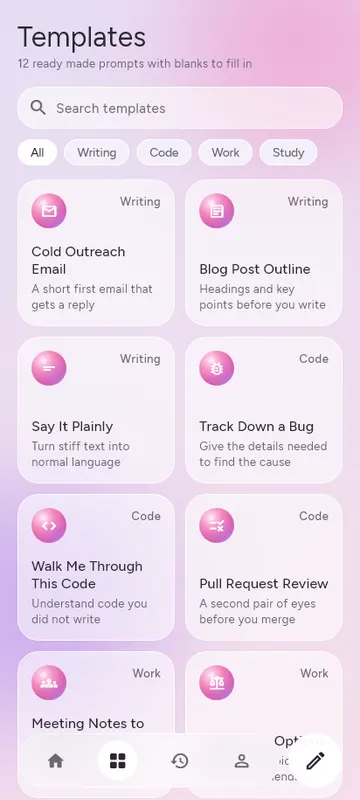 Templates
12 ready made prompts with blanks to fill in
Search templates
All
Writing
Code
Work
Study
Writing
Cold Outreach
Email
A short first email that
gets a reply
Writing
Blog Post Outline
Headings and key
points before you write
Writing
Say It Plainly
Turn stiff text into
normal language
Code
Track Down a Bug
Give the details needed
to find the cause
Code
Walk Me Through
This Code
Understand code you
did not write
Code
Pull Request Review
A second pair of eyes
before you merge
Work
Meeting Notes to
Work